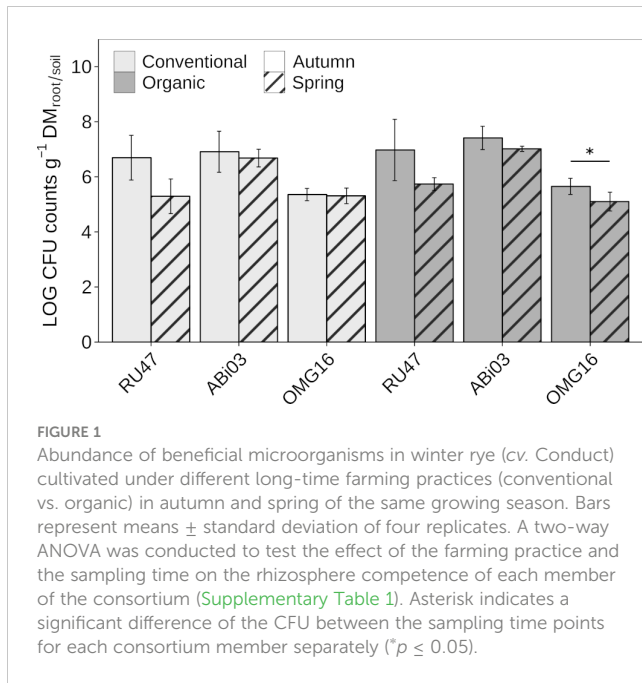 Conventional
Autumn
Organic
Spring
LOG CFU counts g⁻¹ DM root/soil
10
8
6
4
2
0
*
RU47
ABi03
OMG16
RU47
ABi03
OMG16
FIGURE 1
Abundance of beneficial microorganisms in winter rye (cv. Conduct)
cultivated under different long-time farming practices (conventional
vs. organic) in autumn and spring of the same growing season. Bars
represent means ± standard deviation of four replicates. A two-way
ANOVA was conducted to test the effect of the farming practice and
the sampling time on the rhizosphere competence of each member
of the consortium (Supplementary Table 1). Asterisk indicates a
significant difference of the CFU between the sampling time points
for each consortium member separately (*p ≤ 0.05).